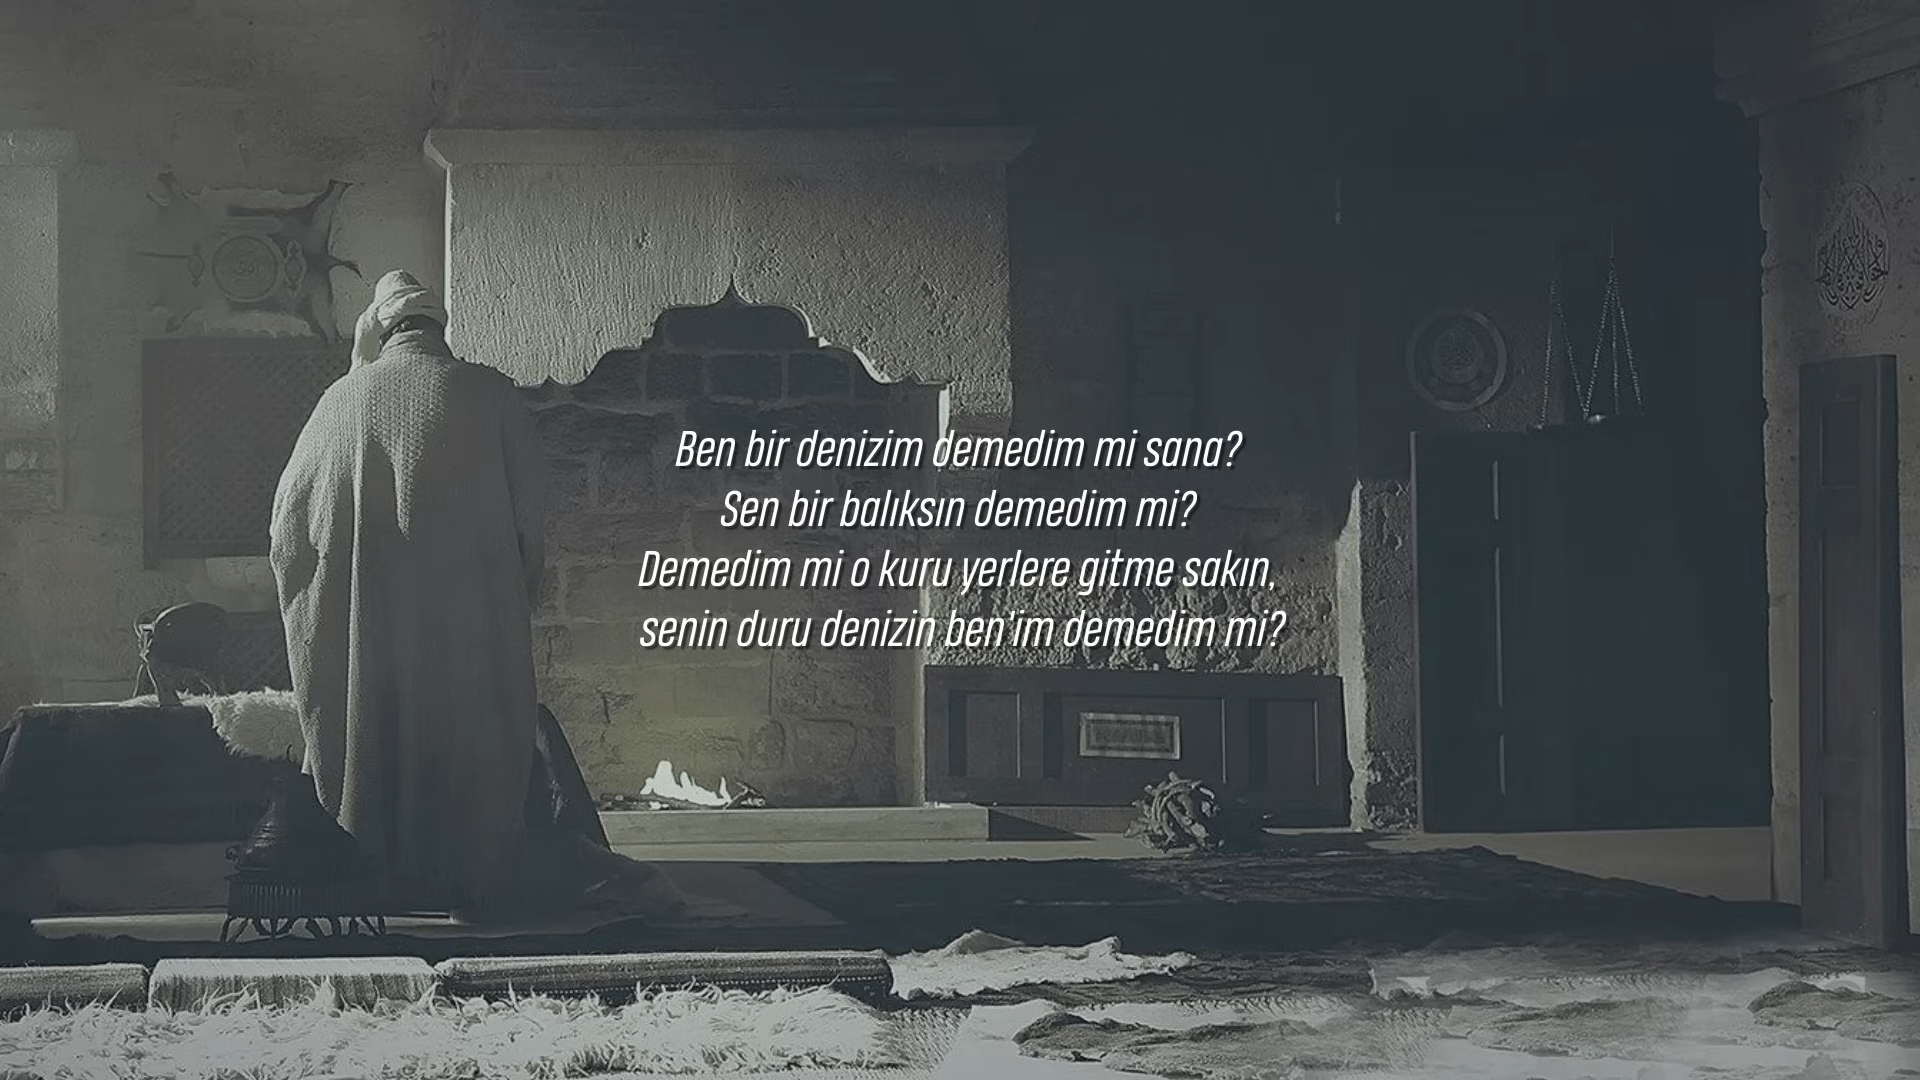 Ben bir denizim demedim mi sana?
Sen bir balıksın demedim mi?
Demedim mi o kuru yerlere gitme sakın,
senin duru denizin ben'im demedim mi?